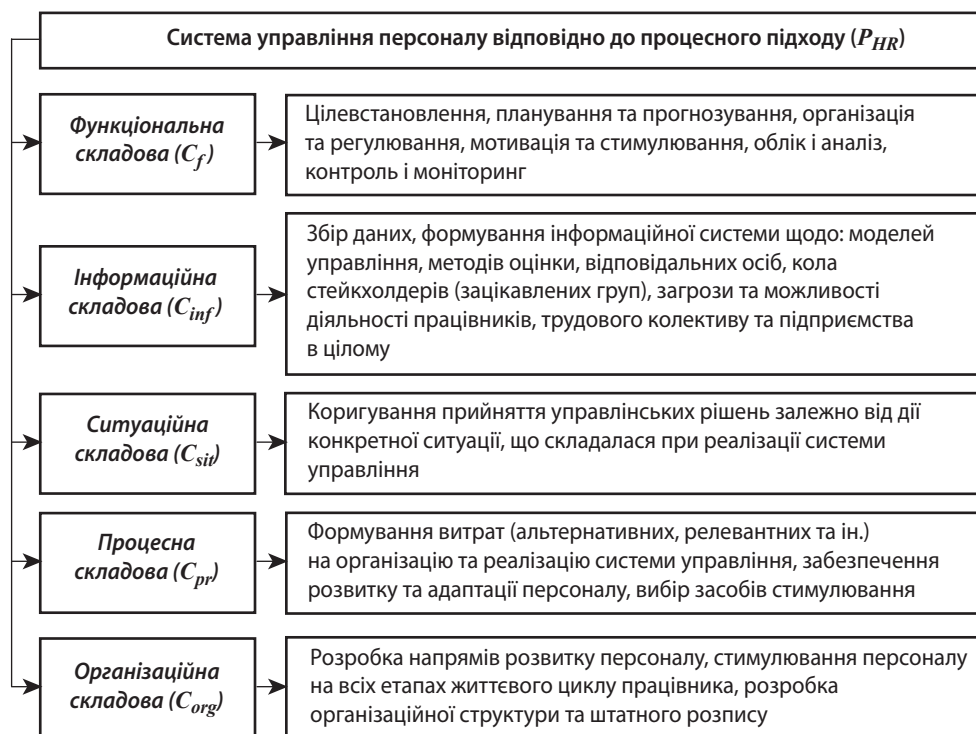 Система управління персоналу відповідно до процесного підходу (P_HR)
Функціональна
складова (C_f)
Цілевстановлення, планування та прогнозування, організація
та регулювання, мотивація та стимулювання, облік і аналіз,
контроль і моніторинг
Інформаційна
складова (C_inf)
Збір даних, формування інформаційної системи щодо: моделей
управління, методів оцінки, відповідальних осіб, кола
стейкхолдерів (зацікавлених груп), загрози та можливості
діяльності працівників, трудового колективу та підприємства
в цілому
Ситуаційна
складова (C_sit)
Коригування прийняття управлінських рішень залежно від дії
конкретної ситуації, що складалася при реалізації системи
управління
Процесна
складова (C_pr)
Формування витрат (альтернативних, релевантних та ін.)
на організацію та реалізацію системи управління, забезпечення
розвитку та адаптації персоналу, вибір засобів стимулювання
Організаційна
складова (C_org)
Розробка напрямів розвитку персоналу, стимулювання персоналу
на всіх етапах життєвого циклу працівника, розробка
організаційної структури та штатного розпису